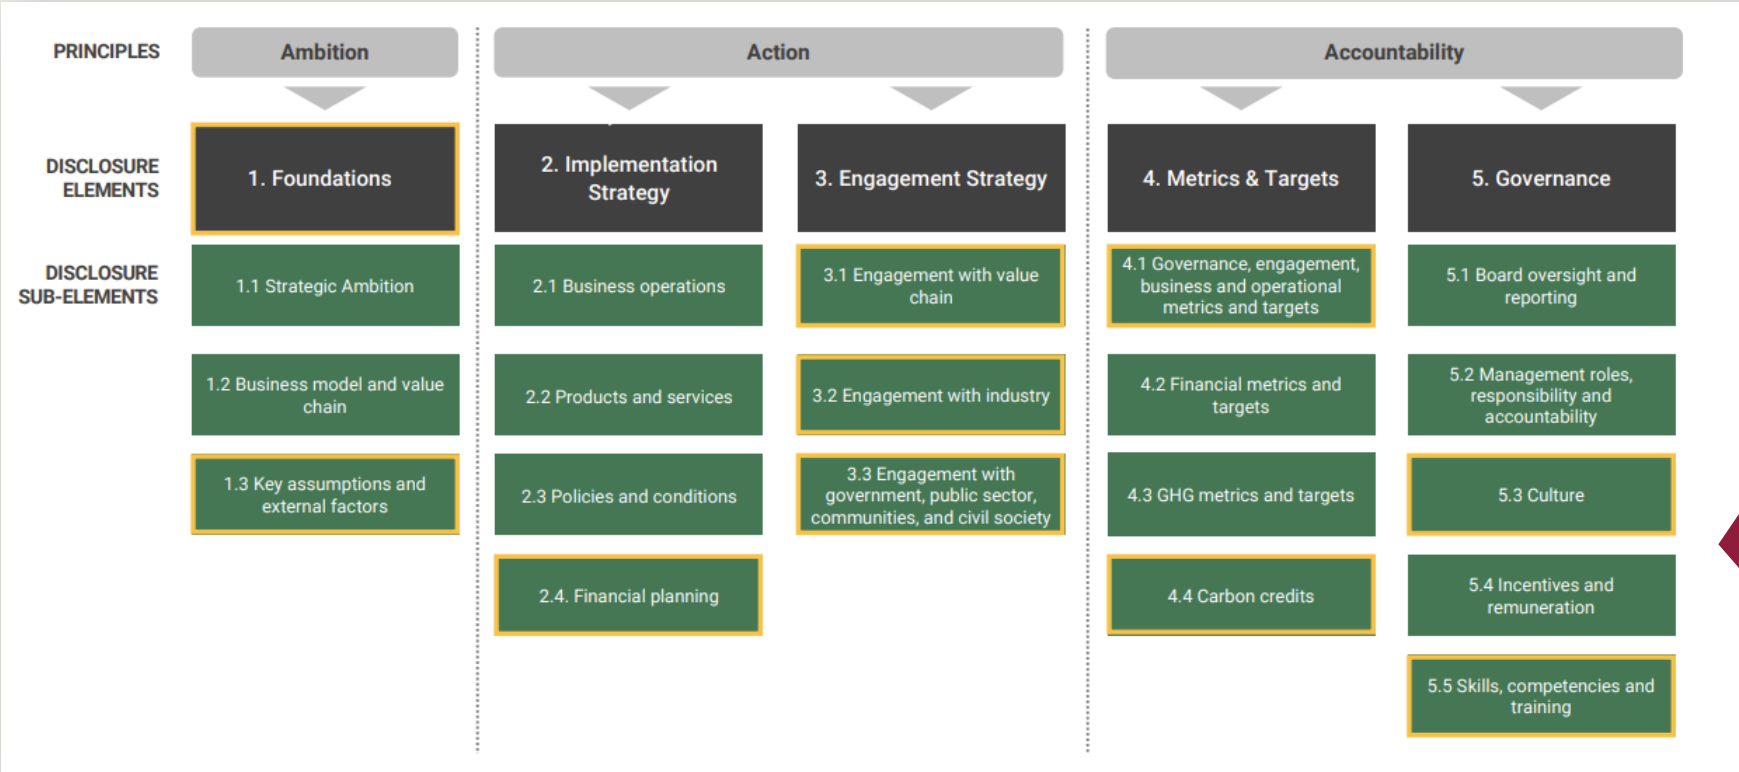 PRINCIPLES
Ambition
Action
Accountability
DISCLOSURE
ELEMENTS
1. Foundations
2. Implementation
Strategy
3. Engagement Strategy
4. Metrics & Targets
5. Governance
DISCLOSURE
SUB-ELEMENTS
1.1 Strategic Ambition
2.1 Business operations
3.1 Engagement with value
chain
4.1 Governance, engagement,
business and operational
metrics and targets
5.1 Board oversight and
reporting
1.2 Business model and value
chain
2.2 Products and services
3.2 Engagement with industry
4.2 Financial metrics and
targets
5.2 Management roles,
responsibility and
accountability
1.3 Key assumptions and
external factors
2.3 Policies and conditions
3.3 Engagement with
government, public sector,
communities, and civil society
4.3 GHG metrics and targets
5.3 Culture
2.4. Financial planning
4.4 Carbon credits
5.4 Incentives and
remuneration
5.5 Skills, competencies and
training